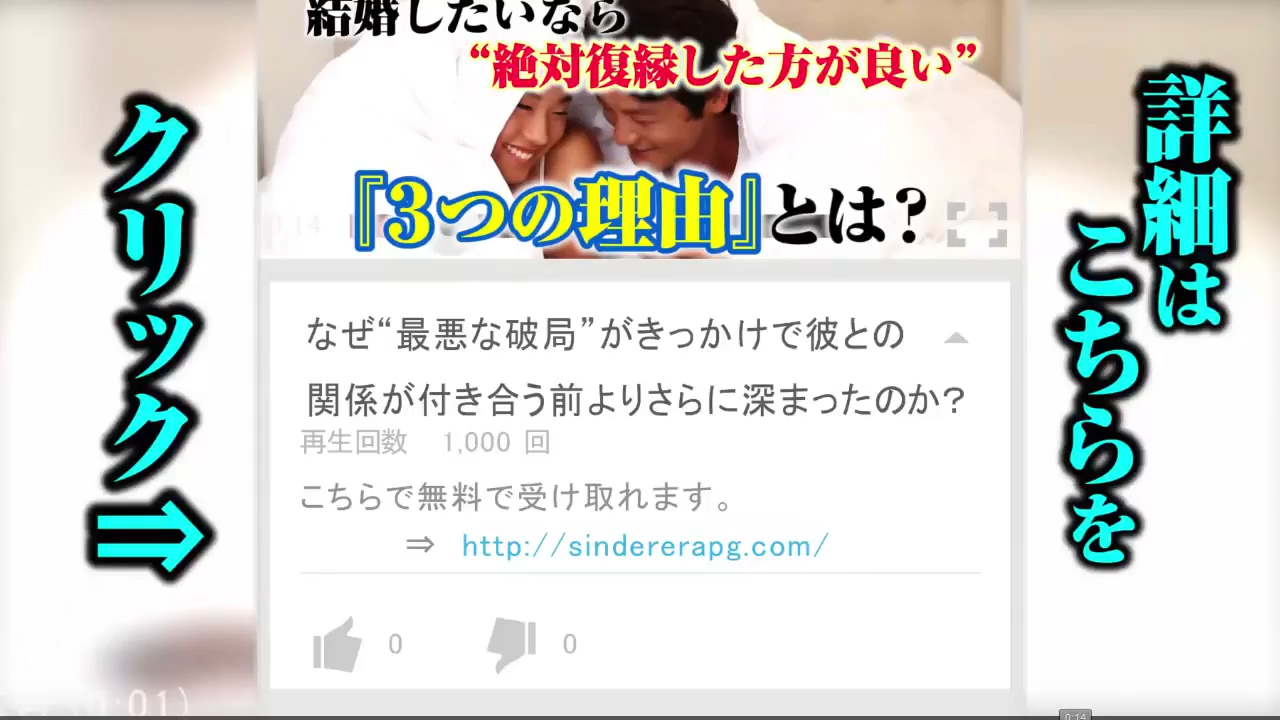 結婚したいなら
“絶対復縁した方が良い”
『3つの理由』とは?
詳細は
こちらを
クリック⇒
なぜ“最悪な破局”がきっかけで彼との
関係が付き合う前よりさらに深まったのか?
再生回数 1,000 回
こちらで無料で受け取れます。
⇒ http://sindererapg.com/
0 0
:01)
0:14